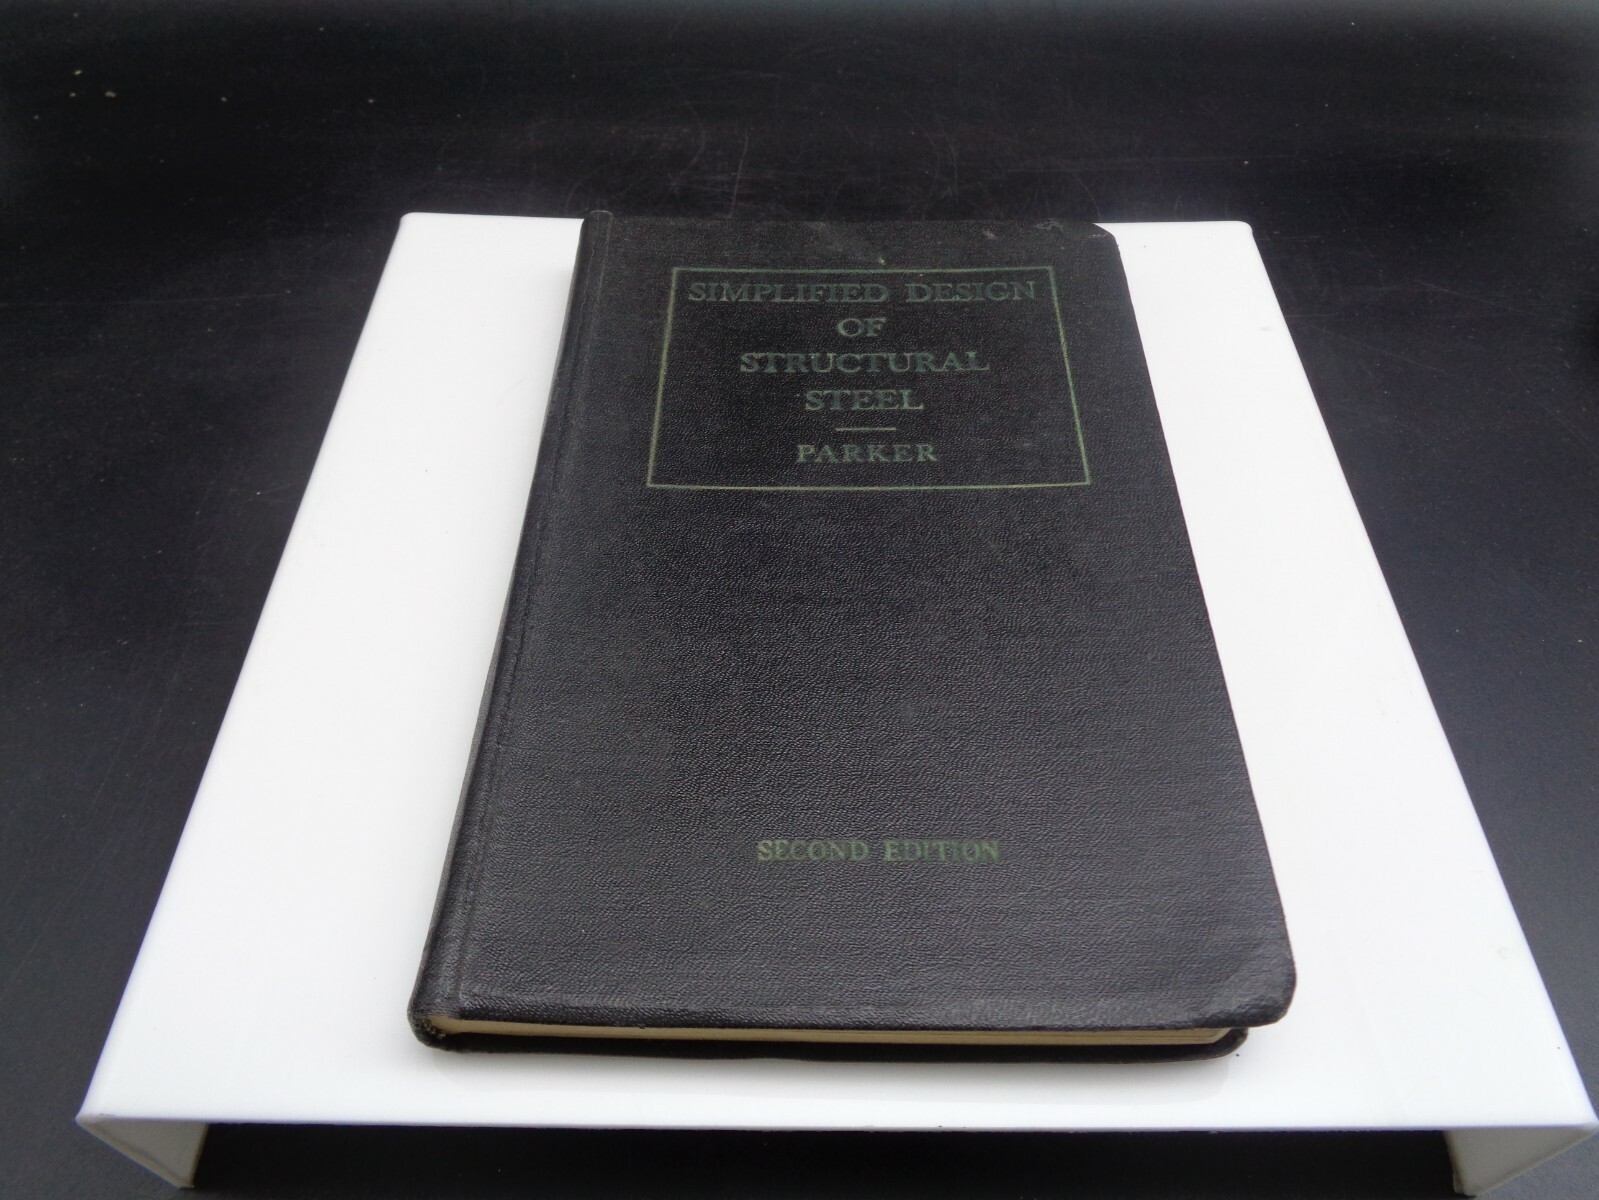 SIMPLIFIED DESIGN
OF
STRUCTURAL
STEEL
PARKER
SECOND EDITION